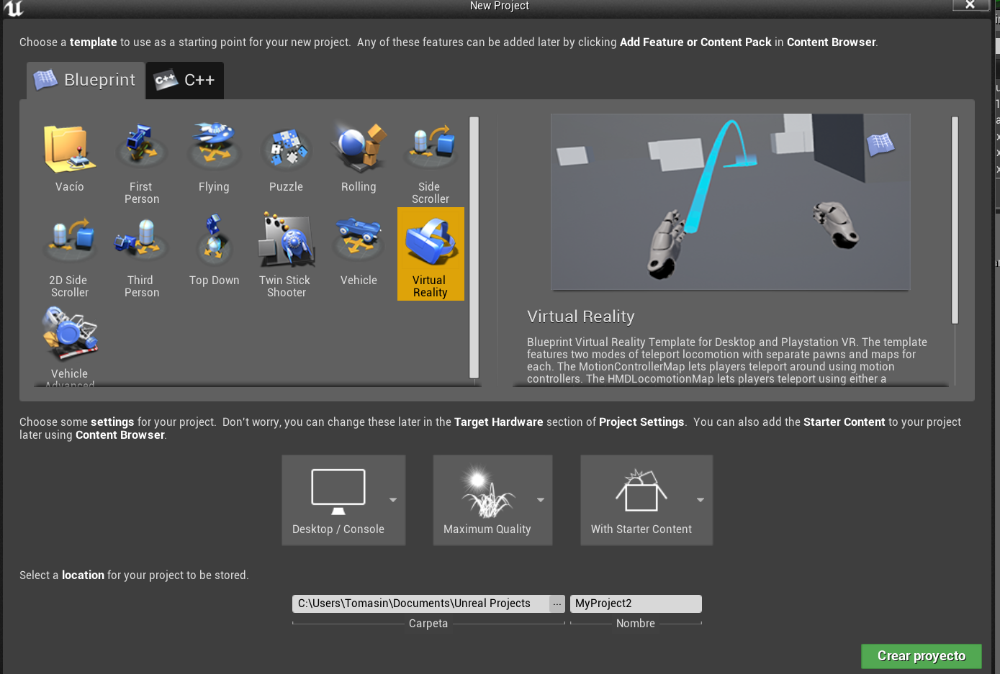 New Project
Choose a template to use as a starting point for your new project.  Any of these features can be added later by clicking Add Feature or Content Pack in Content Browser.
Blueprint
C++
Vacío
First
Person
Flying
Puzzle
Rolling
Side
Scroller
2D Side
Scroller
Third
Person
Top Down
Twin Stick
Shooter
Vehicle
Virtual
Reality
Vehicle
Advanced
Virtual Reality
Blueprint Virtual Reality Template for Desktop and Playstation VR. The template
features two modes of teleport locomotion with separate pawns and maps for
each. The MotionControllerMap lets players teleport around using motion
controllers. The HMDLocomotionMap lets players teleport using either a
Choose some settings for your project.  Don't worry, you can change these later in the Target Hardware section of Project Settings.  You can also add the Starter Content to your project
later using Content Browser.
Desktop / Console
Maximum Quality
With Starter Content
Select a location for your project to be stored.
C:\Users\Tomasin\Documents\Unreal Projects
...
MyProject2
Carpeta
Nombre
Crear proyecto